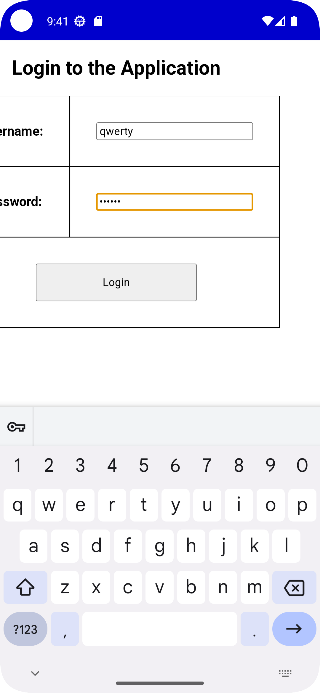 9:41
Login to the Application
ername:
qwerty
ssword:
••••••
Login
1 2 3 4 5 6 7 8 9 0
q w e r t y u i o p
a s d f g h j k l
z x c v b n m
?123 , .